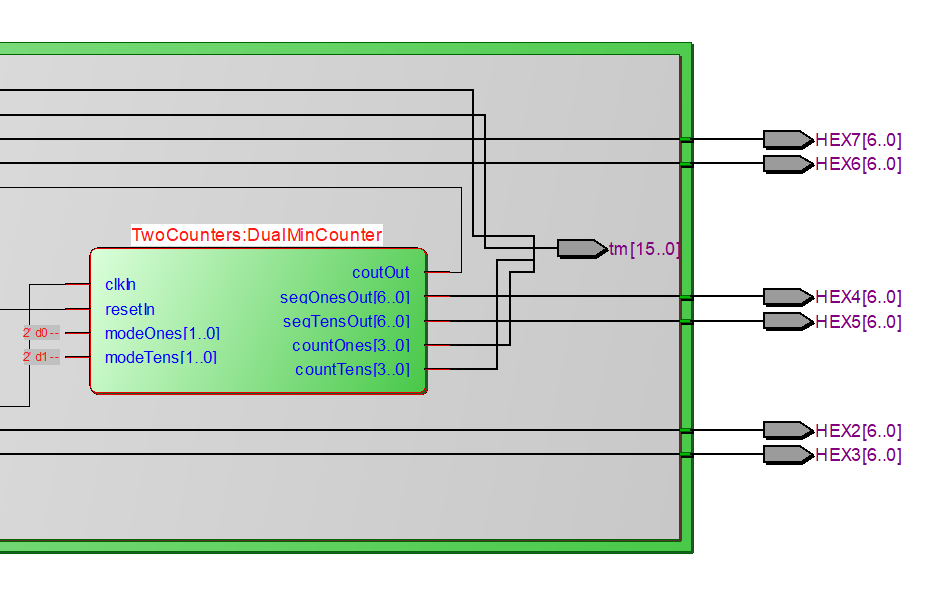 HEX7[6..0]
HEX6[6..0]
TwoCounters:DualMinCounter
tm[15..0]
coutOut
clkIn
segOnesOut[6..0]
HEX4[6..0]
resetIn
segTensOut[6..0]
HEX5[6..0]
2' d0--
modeOnes[1..0]
countOnes[3..0]
2' d1--
modeTens[1..0]
countTens[3..0]
HEX2[6..0]
HEX3[6..0]